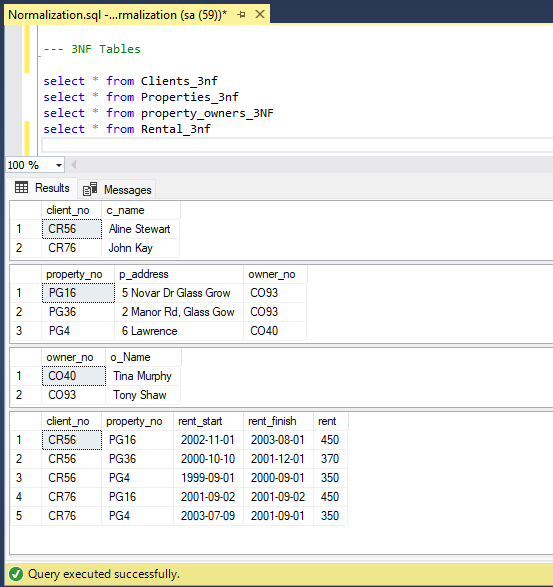 Normalization.sql -...rmalization (sa (59))*
--- 3NF Tables
select * from Clients_3nf
select * from Properties_3nf
select * from property_owners_3NF
select * from Rental_3nf
100 %
Results Messages
client_no c_name
1 CR56 Aline Stewart
2 CR76 John Kay
property_no p_address owner_no
1 PG16 5 Novar Dr Glass Grow CO93
2 PG36 2 Manor Rd, Glass Gow CO93
3 PG4 6 Lawrence CO40
owner_no o_Name
1 CO40 Tina Murphy
2 CO93 Tony Shaw
client_no property_no rent_start rent_finish rent
1 CR56 PG16 2002-11-01 2003-08-01 450
2 CR56 PG36 2000-10-10 2001-12-01 370
3 CR56 PG4 1999-09-01 2000-09-01 350
4 CR76 PG16 2001-09-02 2001-09-02 450
5 CR76 PG4 2003-07-09 2001-09-01 350
Query executed successfully.